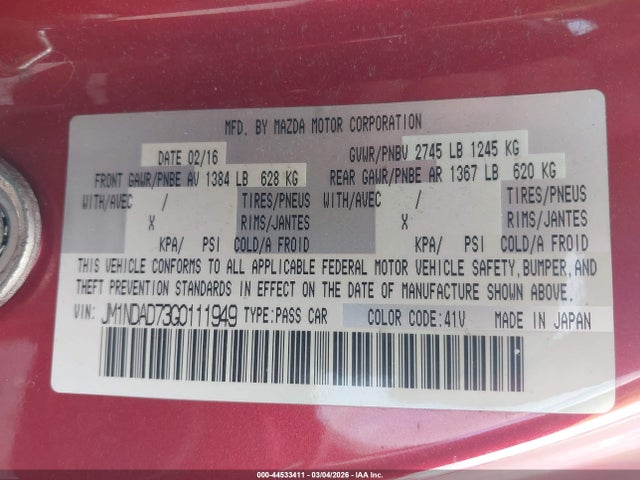 MFD. BY MAZDA MOTOR CORPORATION
DATE 02/16 GVWR/PNBV 2745 LB 1245 KG
FRONT GAWR/PNBE AV 1384 LB 628 KG REAR GAWR/PNBE AR 1367 LB 620 KG
WITH/AVEC / TIRES/PNEUS WITH/AVEC / TIRES/PNEUS
X RIMS/JANTES X RIMS/JANTES
KPA/ PSI COLD/A FROID KPA/ PSI COLD/A FROID
THIS VEHICLE CONFORMS TO ALL APPLICABLE FEDERAL MOTOR VEHICLE SAFETY, BUMPER, AND
THEFT PREVENTION STANDARDS IN EFFECT ON THE DATE OF MANUFACTURE SHOWN ABOVE.
VIN: JM1NDAD73G0111949 TYPE:PASS CAR COLOR CODE:41V MADE IN JAPAN
000-44533411 - 03/04/2026 - IAA Inc.